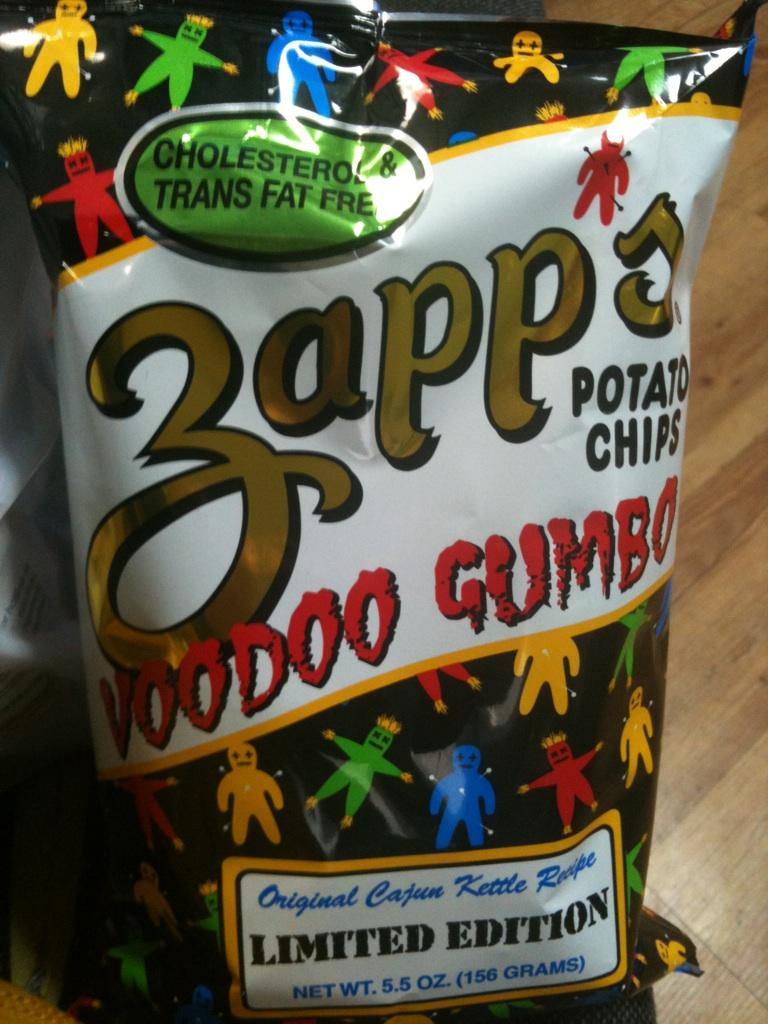 CHOLESTEROL &
TRANS FAT FREE
Zapp's
POTATO
CHIPS
VOODOO GUMBO
Original Cajun Kettle Recipe
LIMITED EDITION
NET WT. 5.5 OZ. (156 GRAMS)